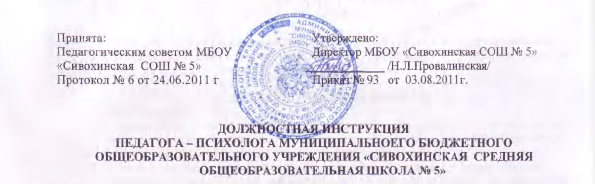 Принята:
Педагогическим советом МБОУ
«Сивохинская СОШ № 5»
Протокол № 6 от 24.06.2011 г
Утверждено:
Директор МБОУ «Сивохинская СОШ № 5»
/Н.Л.Провалинская/
Приказ № 93 от 03.08.2011г.
ДОЛЖНОСТНАЯ ИНСТРУКЦИЯ
ПЕДАГОГА – ПСИХОЛОГА МУНИЦИПАЛЬНОЕГО БЮДЖЕТНОГО
ОБЩЕОБРАЗОВАТЕЛЬНОГО УЧРЕЖДЕНИЯ «СИВОХИНСКАЯ СРЕДНЯЯ
ОБЩЕОБРАЗОВАТЕЛЬНАЯ ШКОЛА № 5»